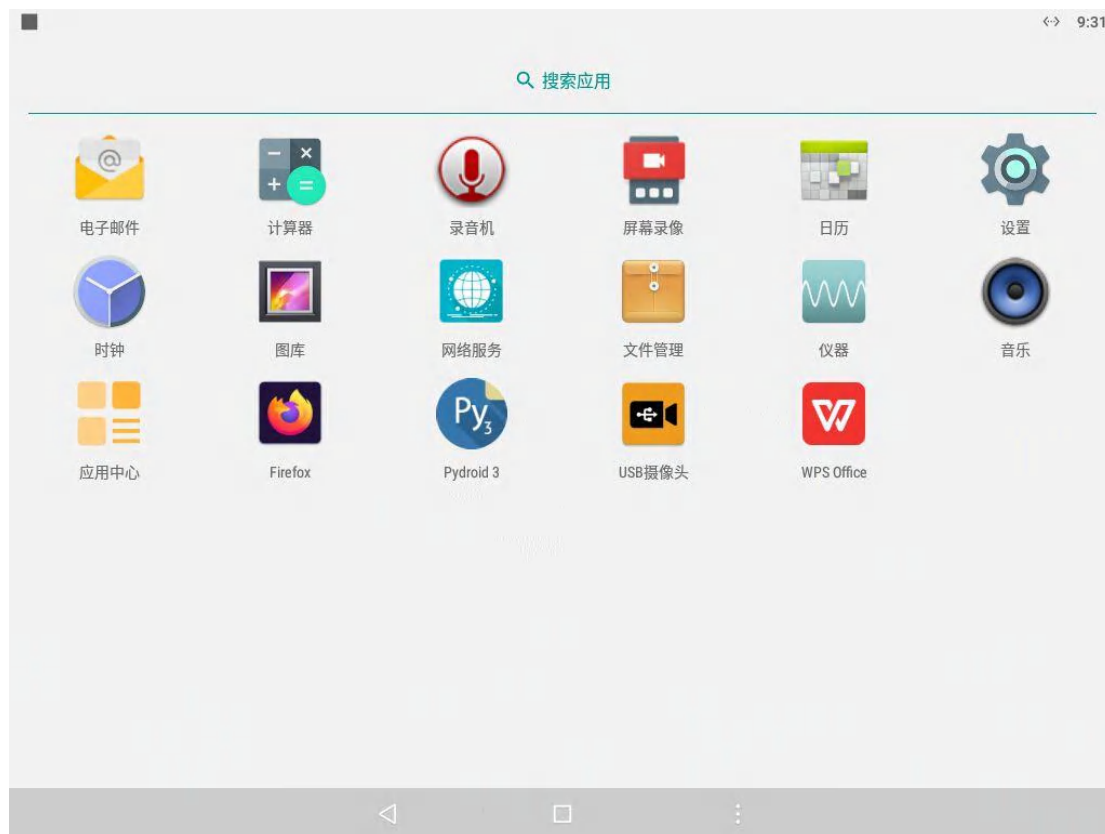 9:31
搜索应用
电子邮件 计算器 录音机 屏幕录像 日历 设置
时钟 图库 网络服务 文件管理 仪器 音乐
Py3
应用中心 Firefox Pydroid 3 USB摄像头 WPS Office